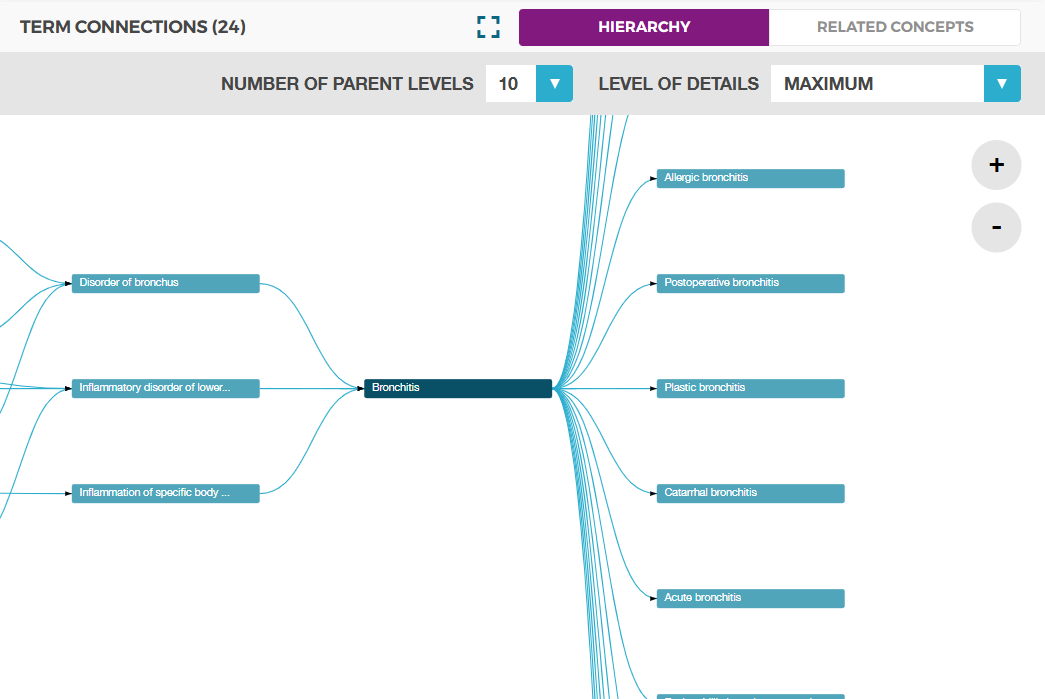 TERM CONNECTIONS (24)
HIERARCHY
RELATED CONCEPTS
NUMBER OF PARENT LEVELS
10
LEVEL OF DETAILS
MAXIMUM
+
-
Allergic bronchitis
Disorder of bronchus
Postoperative bronchitis
Inflammatory disorder of lower...
Bronchitis
Plastic bronchitis
Inflammation of specific body ...
Catarrhal bronchitis
Acute bronchitis